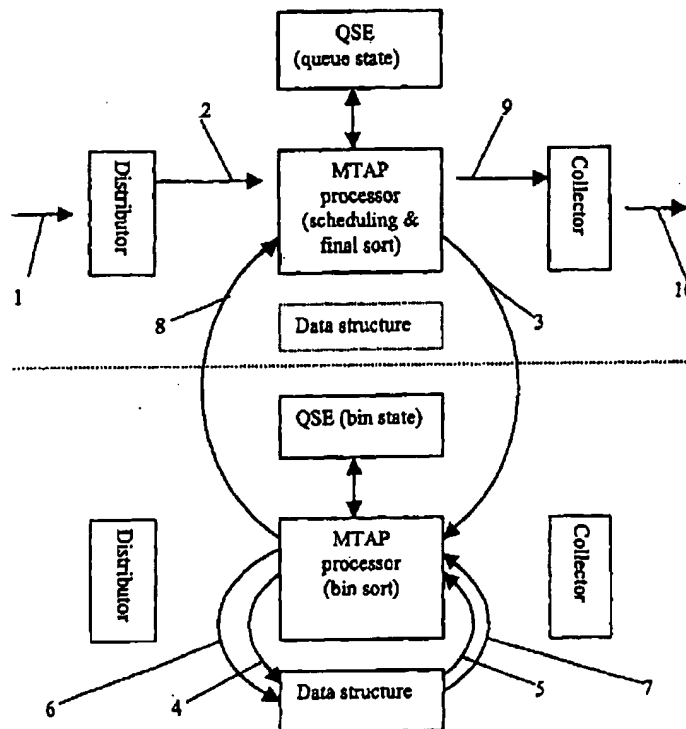 QSE
(queue state)
2
9
Distributor
MTAP
processor
(scheduling &
final sort)
Collector
1
8
3
10
Data structure
QSE (bin state)
Distributor
MTAP
processor
(bin sort)
Collector
6
4
5
7
Data structure